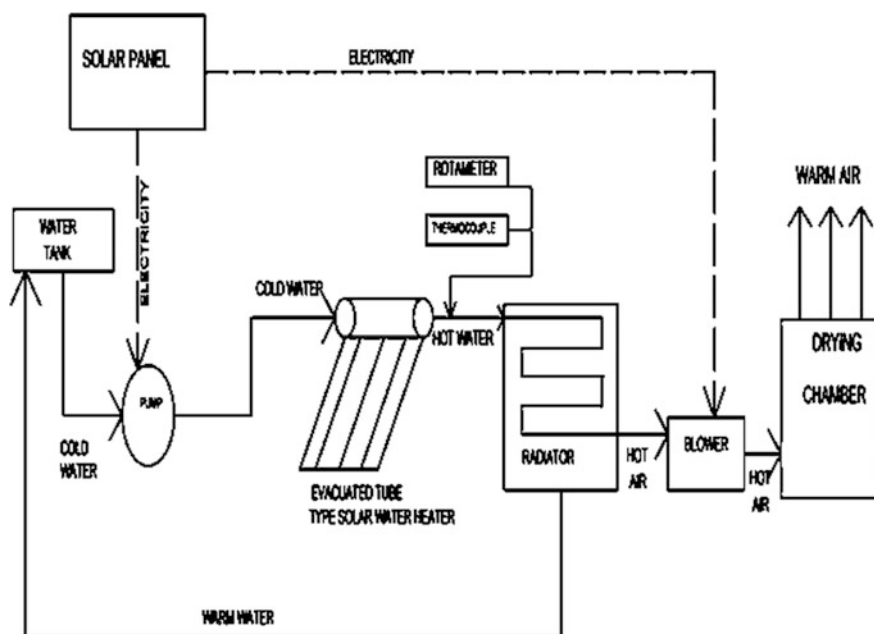 SOLAR PANEL
ELECTRICITY
ELECTRICITY
ROTAMETER
THERMOCOUPLE
WARM AIR
WATER
TANK
COLD WATER
HOT WATER
PUMP
COLD
WATER
EVACUATED TUBE
TYPE SOLAR WATER HEATER
RADIATOR
HOT
AIR
BLOWER
HOT
AIR
DRYING
CHAMBER
WARM WATER